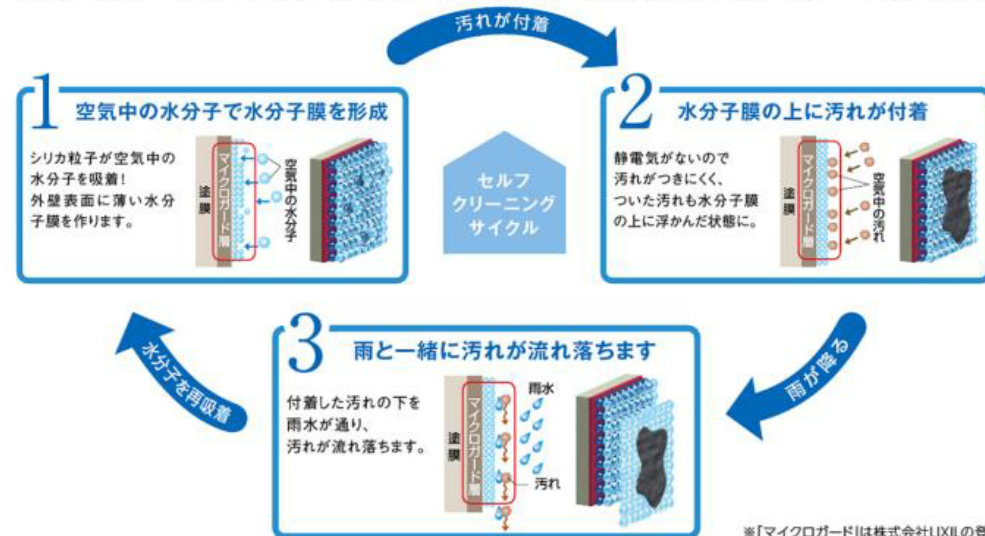 汚れが付着
1 空気中の水分子で水分子膜を形成
シリカ粒子が空気中の
水分子を吸着!
外壁表面に薄い水分
子膜を作ります。
塗膜
マイクロガード層
空気中の水分子
セルフ
クリーニング
サイクル
2 水分子膜の上に汚れが付着
静電気がないので
汚れがつきにくく、
ついた汚れも水分子膜
の上に浮かんだ状態に。
塗膜
マイクロガード層
空気中の汚れ
雨が降る
3 雨と一緒に汚れが流れ落ちます
付着した汚れの下を
雨水が通り、
汚れが流れ落ちます。
塗膜
マイクロガード層
雨水
汚れ
水分子を再吸着
※「マイクロガード」は株式会社LIXILの登